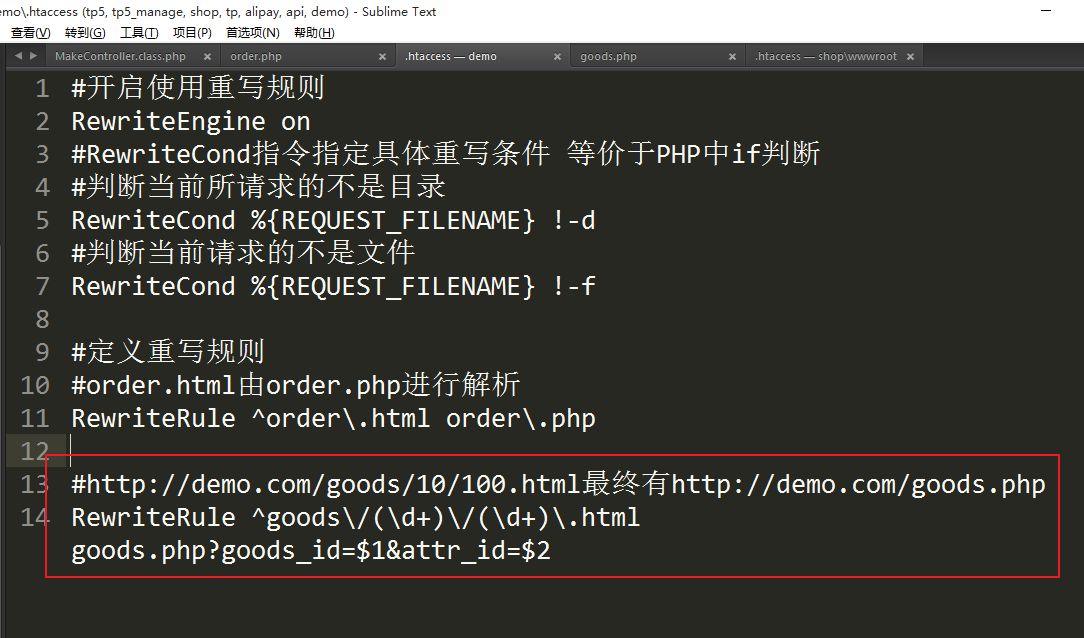 emo\.htaccess (tp5, tp5_manage, shop, tp, alipay, api, demo) - Sublime Text
查看(V) 转到(G) 工具(T) 项目(P) 首选项(N) 帮助(H)
MakeController.class.php × order.php × .htaccess — demo × goods.php × .htaccess — shop\wwwroot ×
1 #开启使用重写规则
2 RewriteEngine on
3 #RewriteCond指令指定具体重写条件 等价于PHP中if判断
4 #判断当前所请求的不是目录
5 RewriteCond %{REQUEST_FILENAME} !-d
6 #判断当前请求的不是文件
7 RewriteCond %{REQUEST_FILENAME} !-f
8
9 #定义重写规则
10 #order.html由order.php进行解析
11 RewriteRule ^order\.html order\.php
12
13 #http://demo.com/goods/10/100.html最终有http://demo.com/goods.php
14 RewriteRule ^goods\/(\d+)\/(\d+)\.html
goods.php?goods_id=$1&attr_id=$2